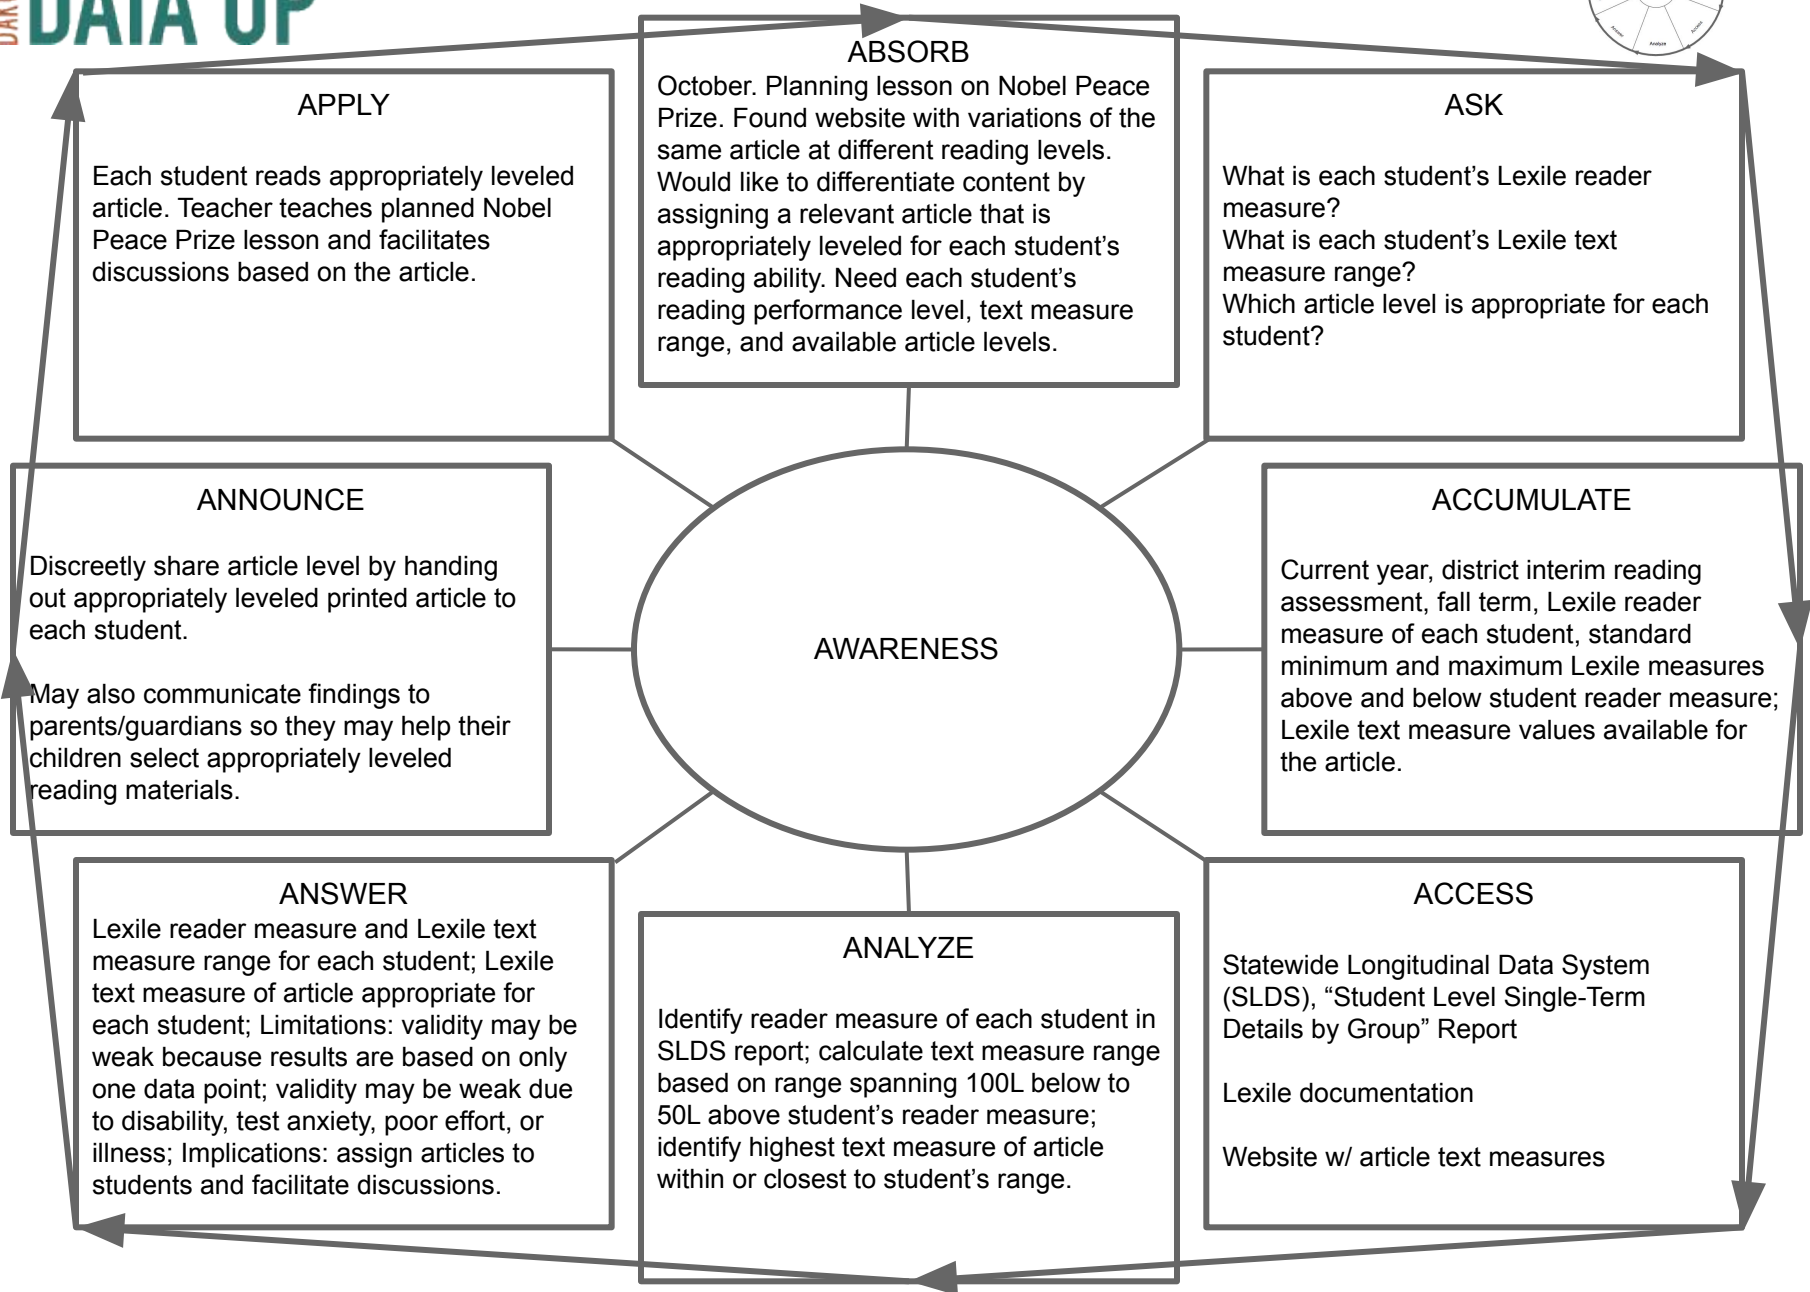 DATA UP
ABSORB
October. Planning lesson on Nobel Peace
Prize. Found website with variations of the
same article at different reading levels.
Would like to differentiate content by
assigning a relevant article that is
appropriately leveled for each student’s
reading ability. Need each student’s
reading performance level, text measure
range, and available article levels.
Answer
Analyze
Access
APPLY
Each student reads appropriately leveled
article. Teacher teaches planned Nobel
Peace Prize lesson and facilitates
discussions based on the article.
ASK
What is each student’s Lexile reader
measure?
What is each student’s Lexile text
measure range?
Which article level is appropriate for each
student?
ANNOUNCE
Discreetly share article level by handing
out appropriately leveled printed article to
each student.
May also communicate findings to
parents/guardians so they may help their
children select appropriately leveled
reading materials.
AWARENESS
ACCUMULATE
Current year, district interim reading
assessment, fall term, Lexile reader
measure of each student, standard
minimum and maximum Lexile measures
above and below student reader measure;
Lexile text measure values available for
the article.
ANSWER
Lexile reader measure and Lexile text
measure range for each student; Lexile
text measure of article appropriate for
each student; Limitations: validity may be
weak because results are based on only
one data point; validity may be weak due
to disability, test anxiety, poor effort, or
illness; Implications: assign articles to
students and facilitate discussions.
ANALYZE
Identify reader measure of each student in
SLDS report; calculate text measure range
based on range spanning 100L below to
50L above student’s reader measure;
identify highest text measure of article
within or closest to student’s range.
ACCESS
Statewide Longitudinal Data System
(SLDS), “Student Level Single-Term
Details by Group” Report
Lexile documentation
Website w/ article text measures